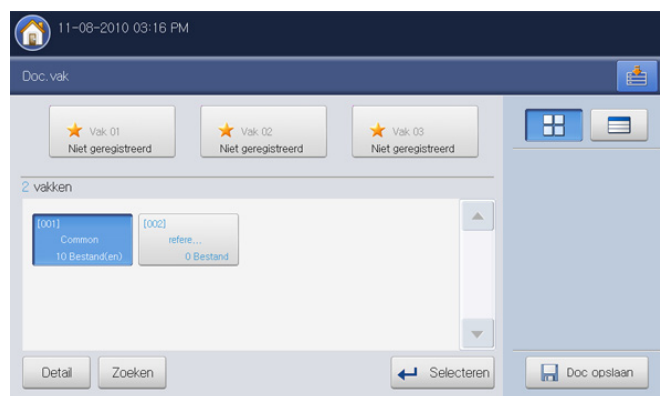 11-08-2010 03:16 PM
Doc.vak
Vak 01
Niet geregistreerd
Vak 02
Niet geregistreerd
Vak 03
Niet geregistreerd
2 vakken
[001]
Common
10 Bestand(en)
[002]
refere...
0 Bestand
Detail
Zoeken
Selecteren
Doc opslaan